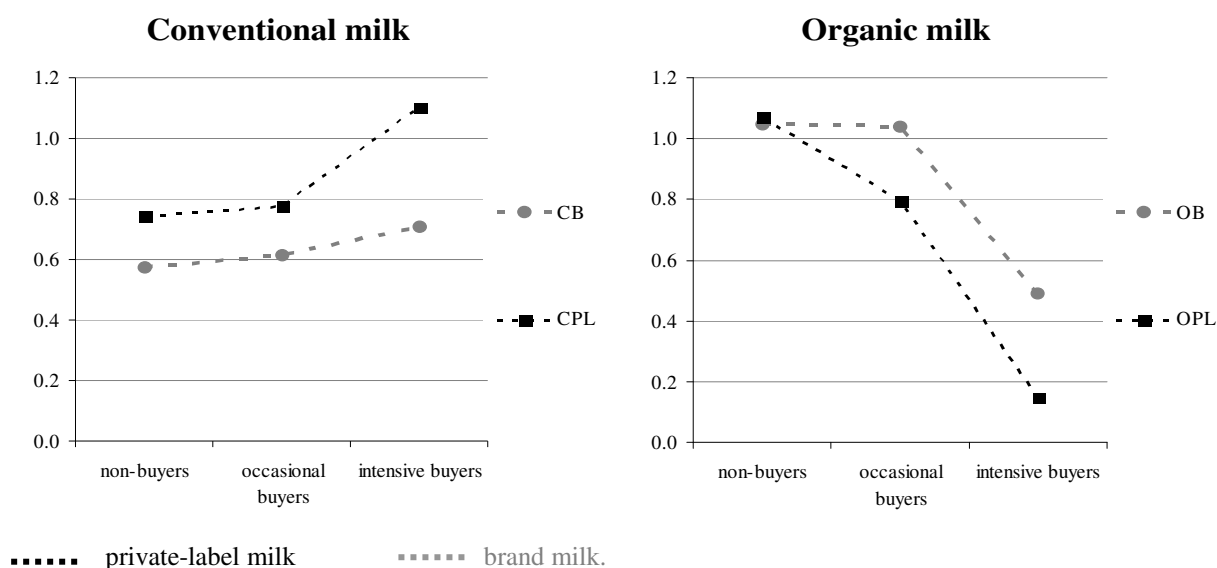 Conventional milk
1.2
1.0
0.8
0.6
0.4
0.2
0.0
non-buyers
occasional
buyers
intensive buyers
CB
CPL
Organic milk
1.2
1.0
0.8
0.6
0.4
0.2
0.0
non-buyers
occasional
buyers
intensive buyers
OB
OPL
private-label milk
brand milk.